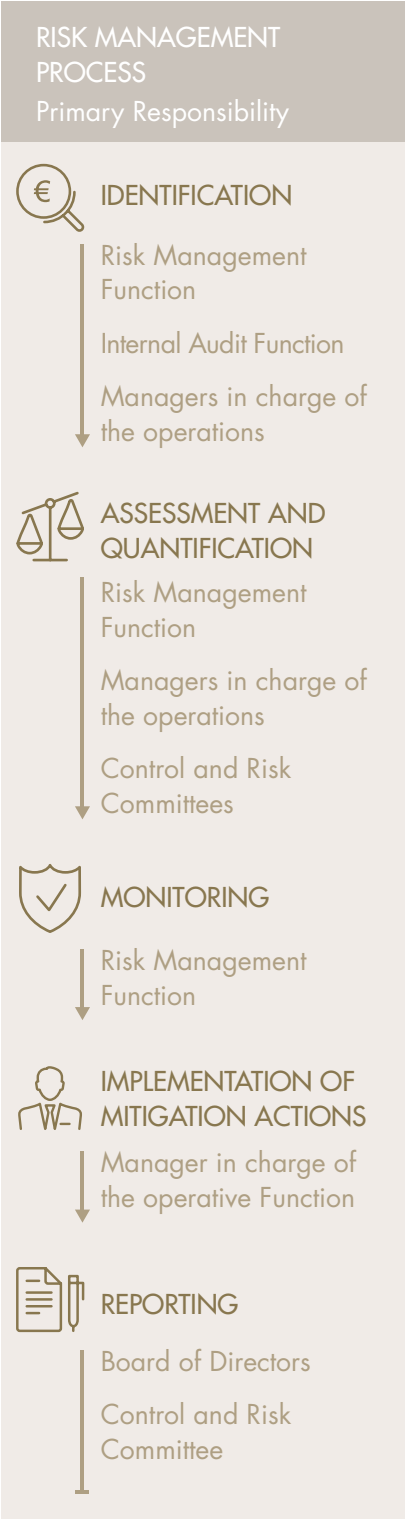 RISK MANAGEMENT
PROCESS
Primary Responsibility
€
IDENTIFICATION
Risk Management
Function
Internal Audit Function
Managers in charge of
the operations
ASSESSMENT AND
QUANTIFICATION
Risk Management
Function
Managers in charge of
the operations
Control and Risk
Committees
MONITORING
Risk Management
Function
IMPLEMENTATION OF
MITIGATION ACTIONS
Manager in charge of
the operative Function
REPORTING
Board of Directors
Control and Risk
Committee